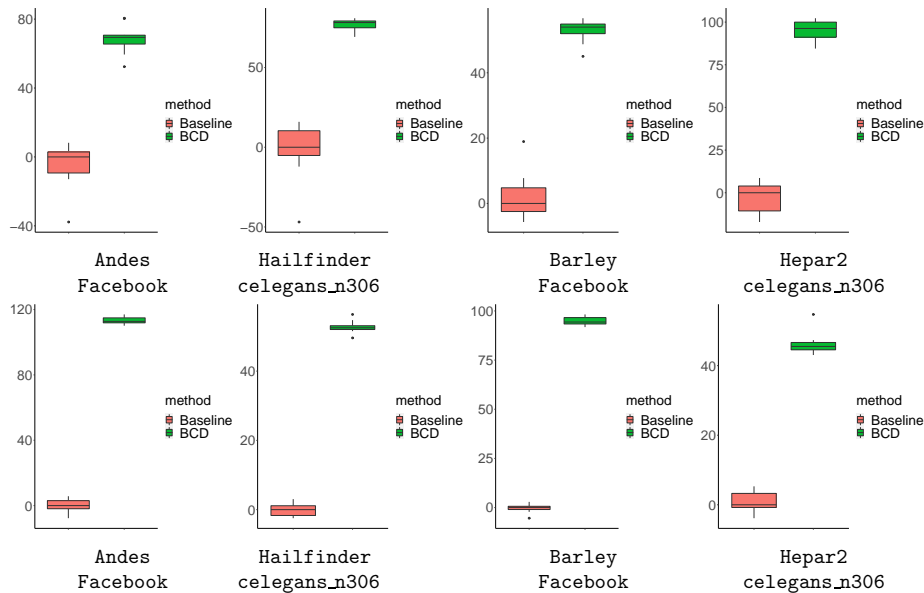 80
40
0
−40
method
Baseline
BCD
Andes
Facebook
50
0
−50
method
Baseline
BCD
Hailfinder
celegans_n306
40
20
0
method
Baseline
BCD
Barley
Facebook
100
75
50
25
0
method
Baseline
BCD
Hepar2
celegans_n306
120
80
40
0
method
Baseline
BCD
Andes
Facebook
40
20
0
method
Baseline
BCD
Hailfinder
celegans_n306
100
75
50
25
0
method
Baseline
BCD
Barley
Facebook
40
20
0
method
Baseline
BCD
Hepar2
celegans_n306